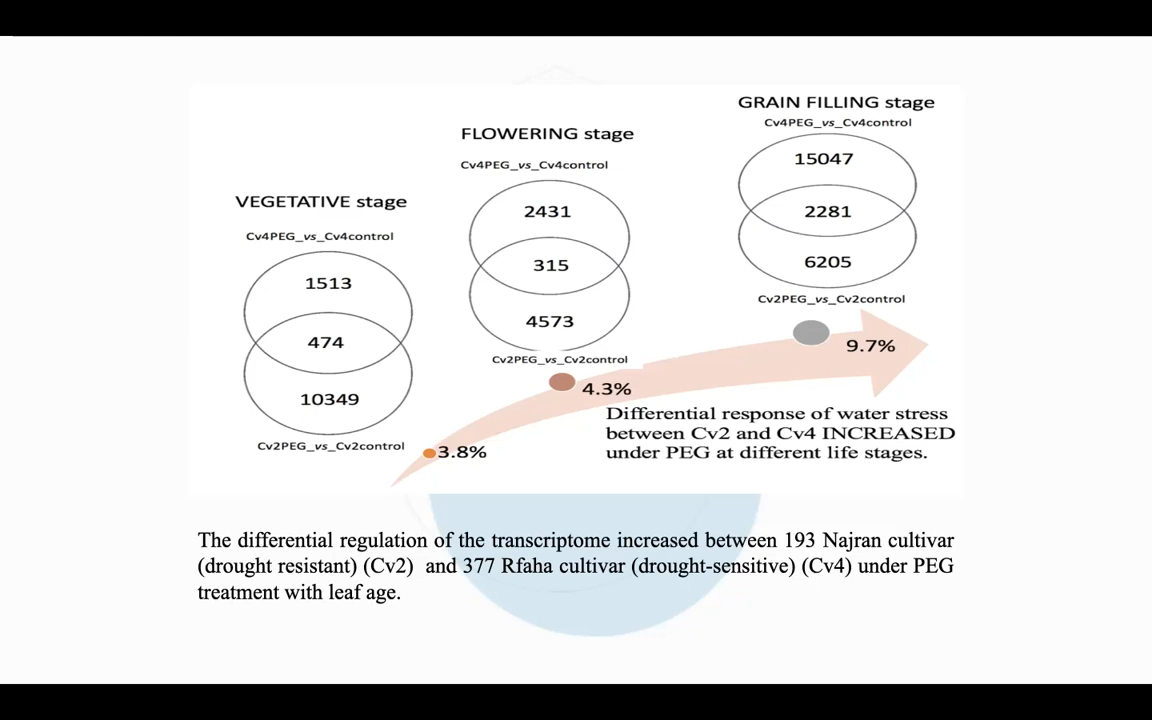 VEGETATIVE stage
Cv4PEG_vs_Cv4control
1513
474
10349
Cv2PEG_vs_Cv2control
3.8%
FLOWERING stage
Cv4PEG_vs_Cv4control
2431
315
4573
Cv2PEG_vs_Cv2control
4.3%
GRAIN FILLING stage
Cv4PEG_vs_Cv4control
15047
2281
6205
Cv2PEG_vs_Cv2control
9.7%
Differential response of water stress
between Cv2 and Cv4 INCREASED
under PEG at different life stages.
The differential regulation of the transcriptome increased between 193 Najran cultivar
(drought resistant) (Cv2) and 377 Rfaha cultivar (drought-sensitive) (Cv4) under PEG
treatment with leaf age.